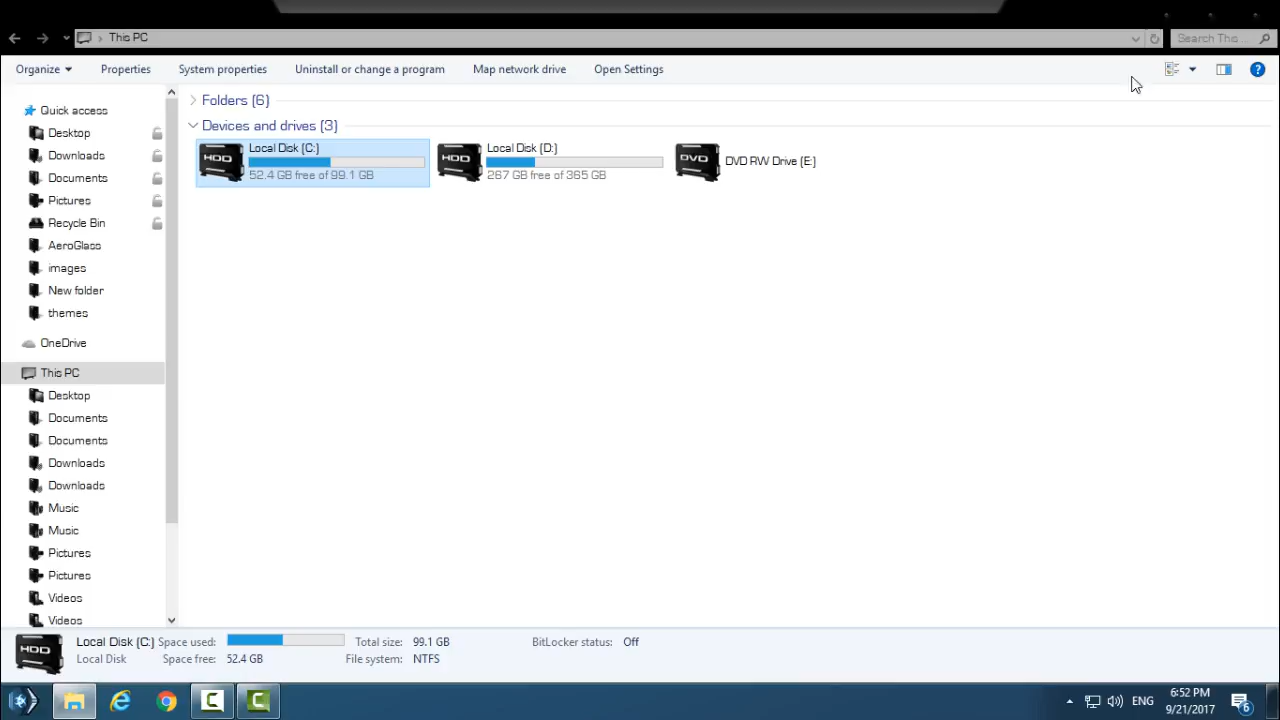 This PC
Search This ...
Organize
Properties
System properties
Uninstall or change a program
Map network drive
Open Settings
?
Quick access
Desktop
Downloads
Documents
Pictures
Recycle Bin
AeroGlass
images
New folder
themes
OneDrive
This PC
Desktop
Documents
Documents
Downloads
Downloads
Music
Music
Pictures
Pictures
Videos
Videos
Folders (6)
Devices and drives (3)
HDD
Local Disk (C:)
52.4 GB free of 99.1 GB
HDD
Local Disk (D:)
267 GB free of 365 GB
DVD
DVD RW Drive (E:)
HDD
Local Disk (C:) Space used:
Total size: 99.1 GB
BitLocker status: Off
Local Disk
Space free: 52.4 GB
File system: NTFS
ENG
6:52 PM
9/21/2017
6